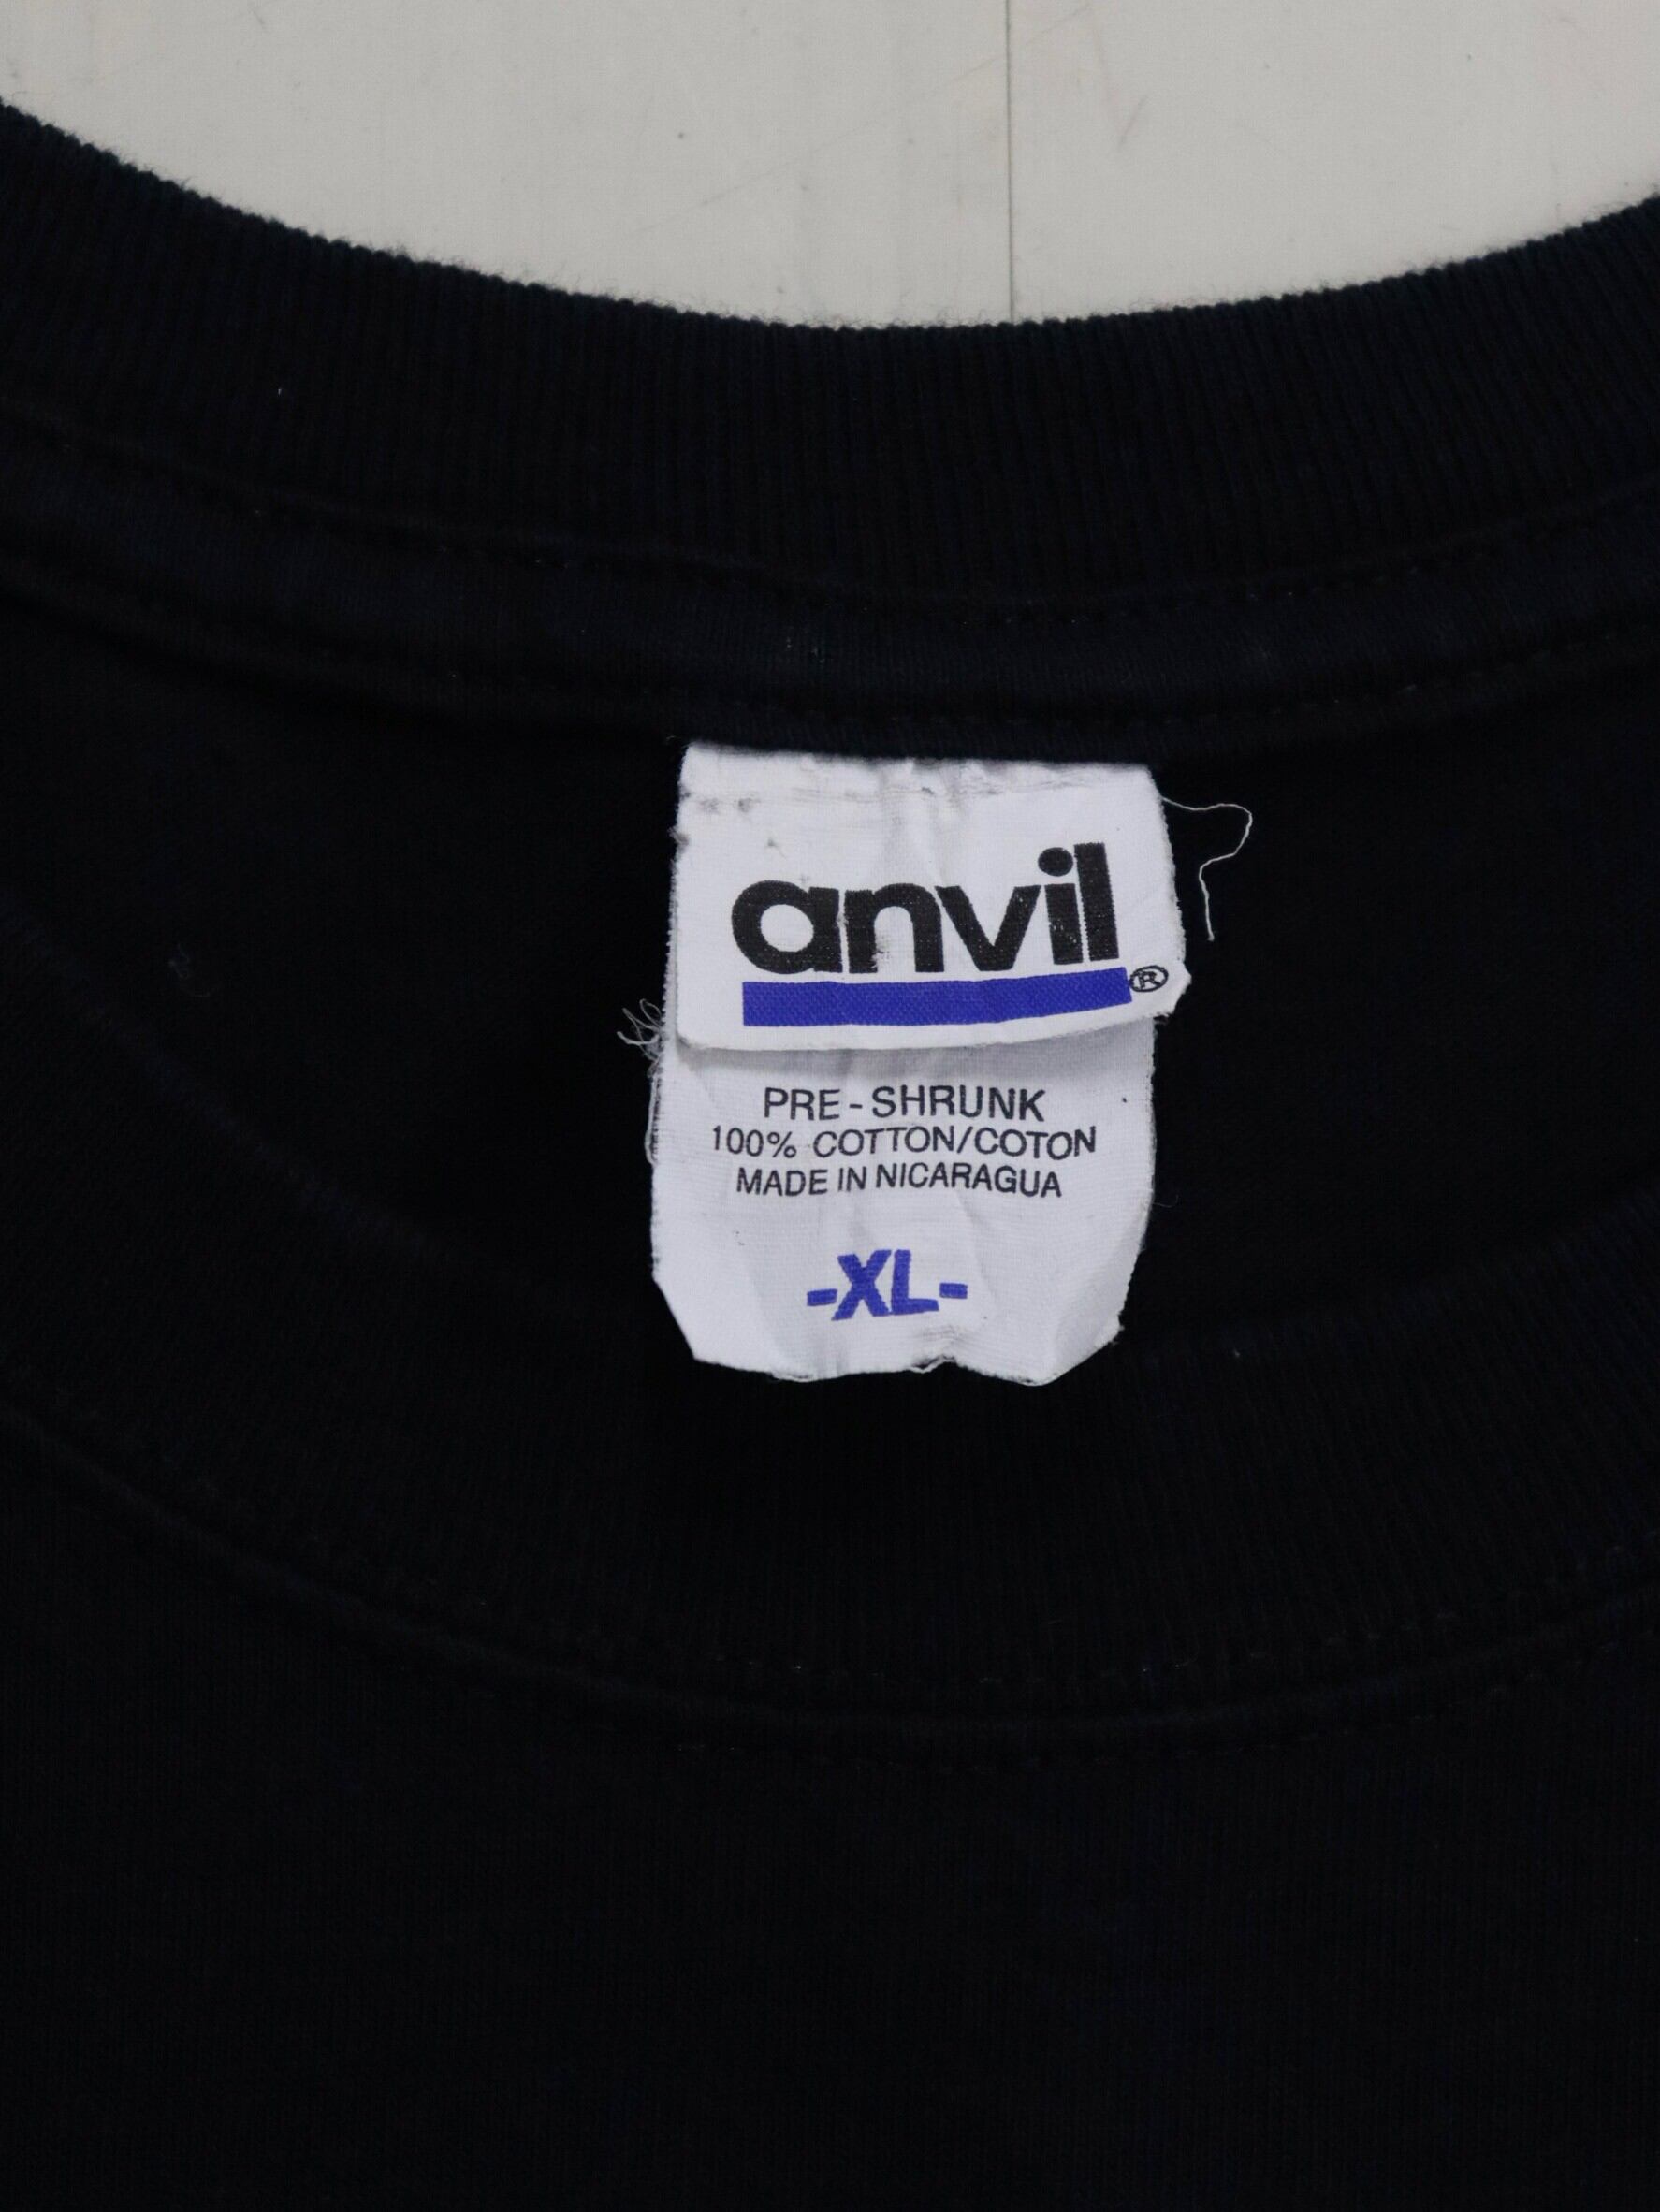 anvil®
PRE-SHRUNK
100% COTTON/COTON
MADE IN NICARAGUA
-XL-